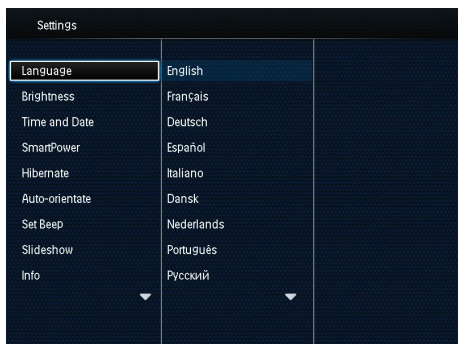 Settings
Language
Brightness
Time and Date
SmartPower
Hibernate
Auto-orientate
Set Beep
Slideshow
Info
English
Français
Deutsch
Español
Italiano
Dansk
Nederlands
Português
Русский